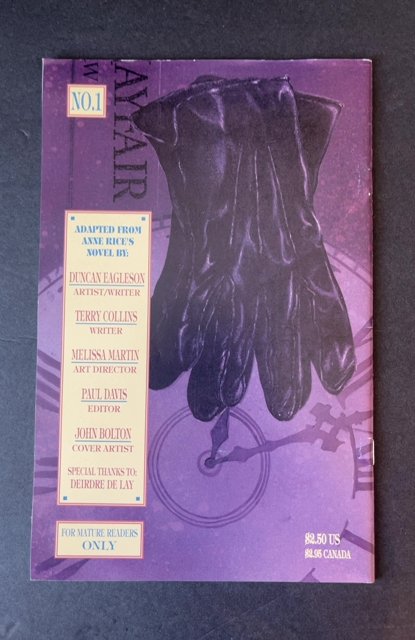 NO.1
AYFAIR
W
ADAPTED FROM
ANNE RICE'S
NOVEL BY:
DUNCAN EAGLESON
ARTIST/WRITER
TERRY COLLINS
WRITER
MELISSA MARTIN
ART DIRECTOR
PAUL DAVIS
EDITOR
JOHN BOLTON
COVER ARTIST
SPECIAL THANKS TO:
DEIRDRE DE LAY
FOR MATURE READERS
ONLY
$2.50 US
$2.95 CANADA